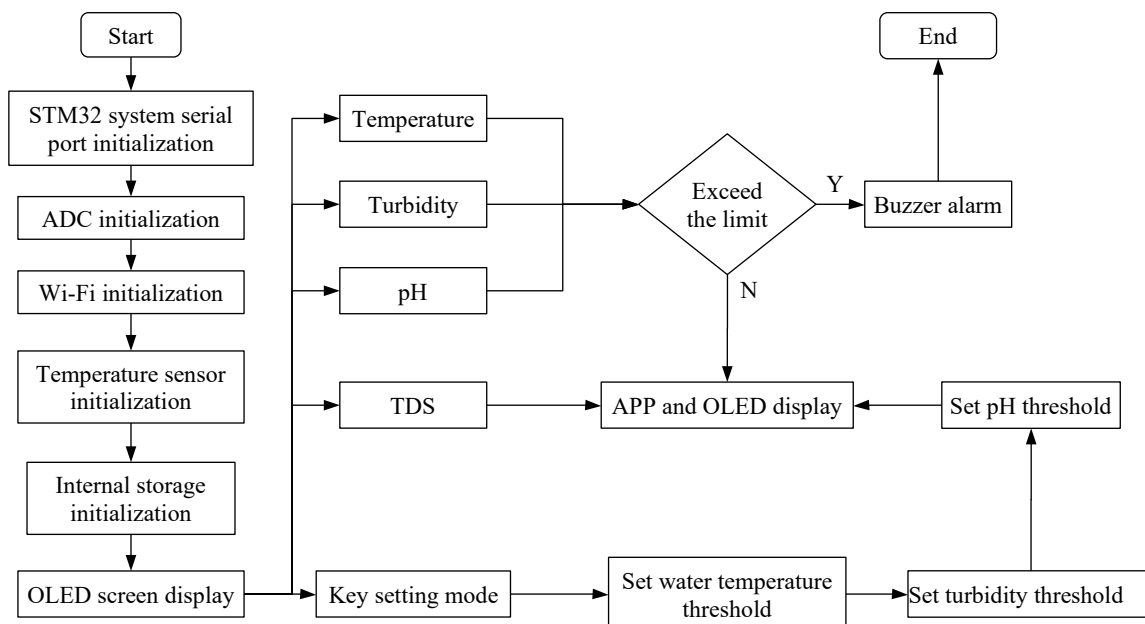 Start
STM32 system serial
port initialization
ADC initialization
Wi-Fi initialization
Temperature sensor
initialization
Internal storage
initialization
OLED screen display
Temperature
Turbidity
pH
TDS
Key setting mode
Exceed
the limit
Y
N
Buzzer alarm
End
APP and OLED display
Set pH threshold
Set water temperature
threshold
Set turbidity threshold